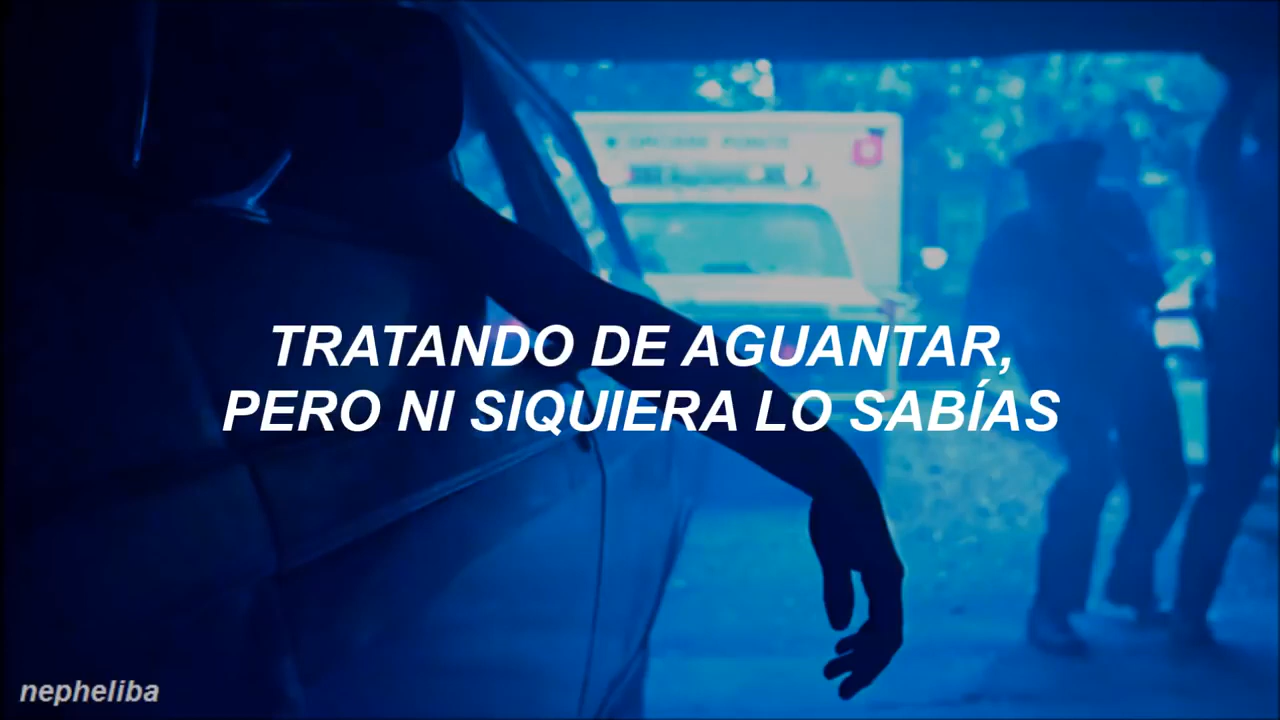 TRATANDO DE AGUANTAR,
PERO NI SIQUIERA LO SABÍAS
nepheliba